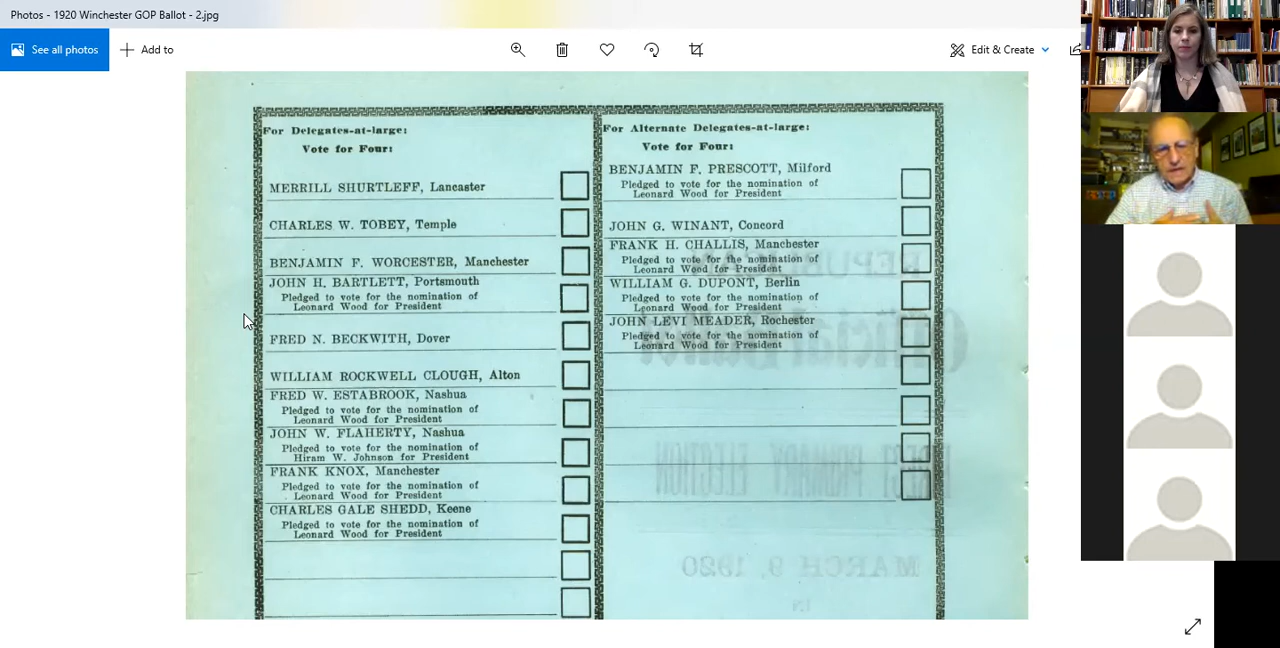 Photos - 1920 Winchester GOP Ballot - 2.jpg
See all photos
Add to
Edit & Create
For Delegates-at-large:
Vote for Four:
MERRILL SHURTLEFF, Lancaster
CHARLES W. TOBEY, Temple
BENJAMIN F. WORCESTER, Manchester
JOHN H. BARTLETT, Portsmouth
Pledged to vote for the nomination of
Leonard Wood for President
FRED N. BECKWITH, Dover
WILLIAM ROCKWELL CLOUGH, Alton
FRED W. ESTABROOK, Nashua
Pledged to vote for the nomination of
Leonard Wood for President
JOHN W. FLAHERTY, Nashua
Pledged to vote for the nomination of
Hiram W. Johnson for President
FRANK KNOX, Manchester
Pledged to vote for the nomination of
Leonard Wood for President
CHARLES GALE SHEDD, Keene
Pledged to vote for the nomination of
Leonard Wood for President
For Alternate Delegates-at-large:
Vote for Four:
BENJAMIN F. PRESCOTT, Milford
Pledged to vote for the nomination of
Leonard Wood for President
JOHN G. WINANT, Concord
FRANK H. CHALLIS, Manchester
Pledged to vote for the nomination of
Leonard Wood for President
WILLIAM G. DUPONT, Berlin
Pledged to vote for the nomination of
Leonard Wood for President
JOHN LEVI MEADER, Rochester
Pledged to vote for the nomination of
Leonard Wood for President
REPUBLICAN
Official Ballot
PRIMARY ELECTION
MARCH 9, 1920
IN